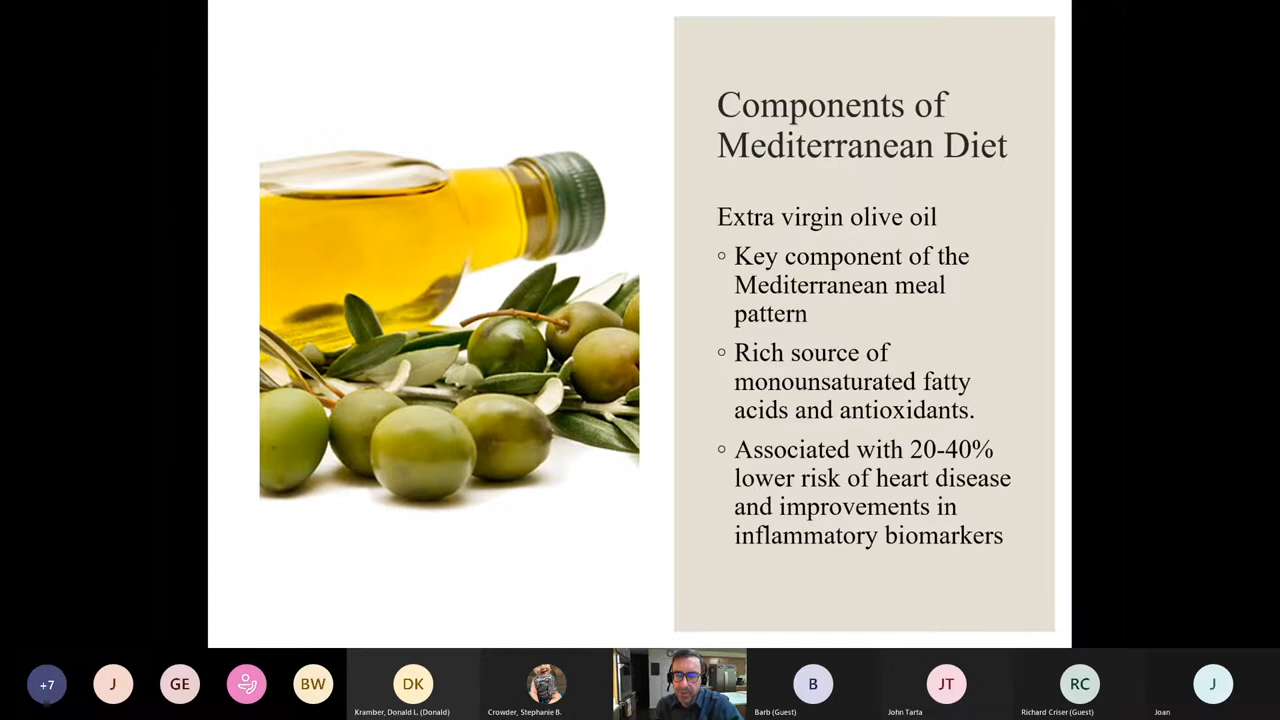 Components of
Mediterranean Diet
Extra virgin olive oil
Key component of the
Mediterranean meal
pattern
Rich source of
monounsaturated fatty
acids and antioxidants.
Associated with 20-40%
lower risk of heart disease
and improvements in
inflammatory biomarkers
+7
J
GE
BW
DK
Kramber, Donald L. (Donald)
Crowder, Stephanie B.
B
Barb (Guest)
JT
John Tarta
RC
Richard Criser (Guest)
J
Joan